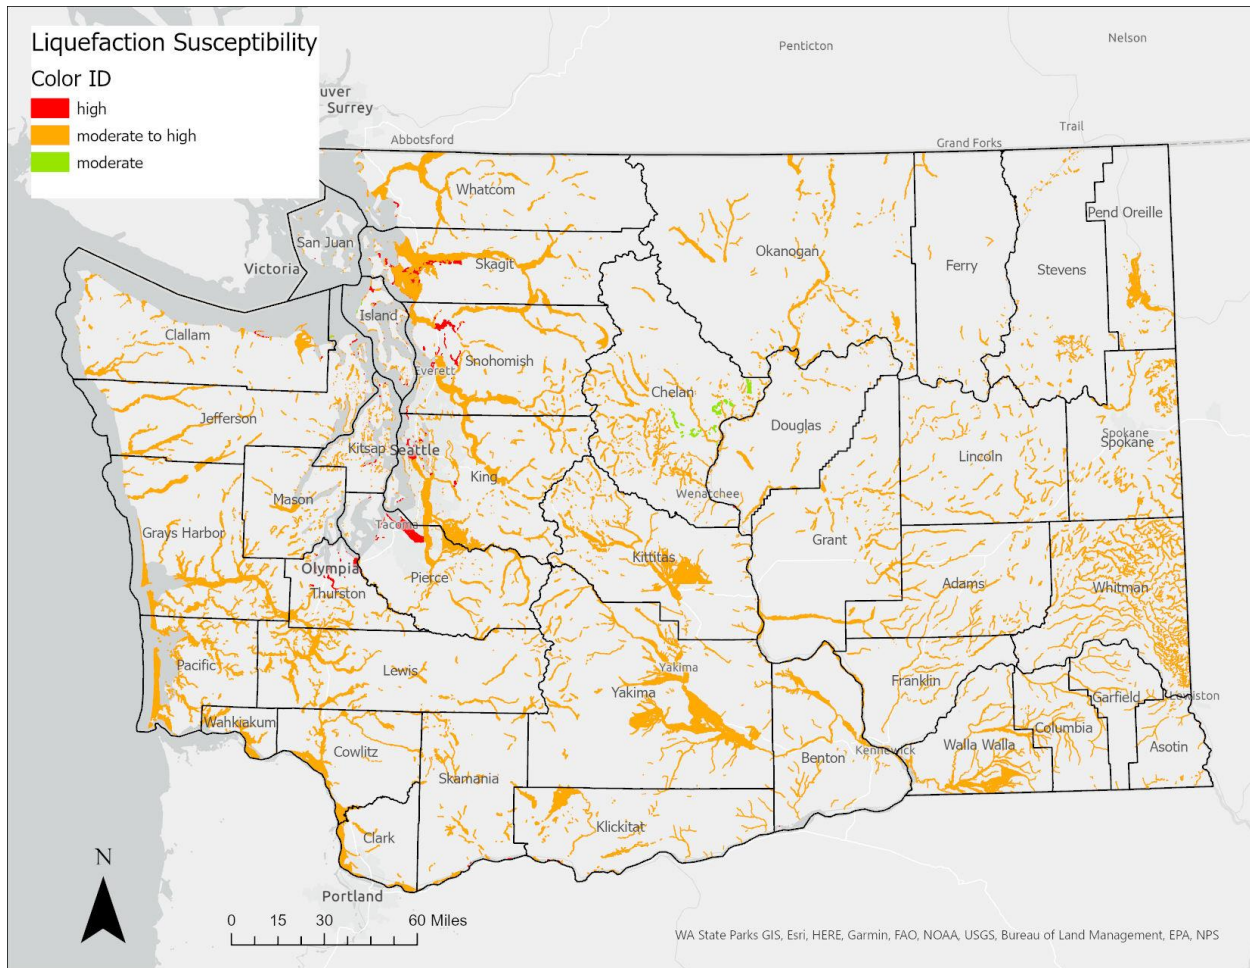 Liquefaction Susceptibility
Color ID
high
moderate to high
moderate
Penticton
Nelson
uver
Surrey
Abbotsford
Grand Forks
Trail
Whatcom
Pend Oreille
San Juan
Victoria
Skagit
Okanogan
Ferry
Stevens
Island
Clallam
Snohomish
Everett
Chelan
Jefferson
Douglas
Kitsap
Seattle
King
Spokane
Spokane
Lincoln
Mason
Wenatchee
Grays Harbor
Tacoma
Grant
Kittitas
Olympia
Pierce
Thurston
Adams
Whitman
Pacific
Lewis
Yakima
Yakima
Franklin
Garfield
Lewiston
Wahkiakum
Cowlitz
Columbia
Skamania
Benton
Kennewick
Walla Walla
Asotin
Clark
Klickitat
N
Portland
0 15 30 60 Miles
WA State Parks GIS, Esri, HERE, Garmin, FAO, NOAA, USGS, Bureau of Land Management, EPA, NPS